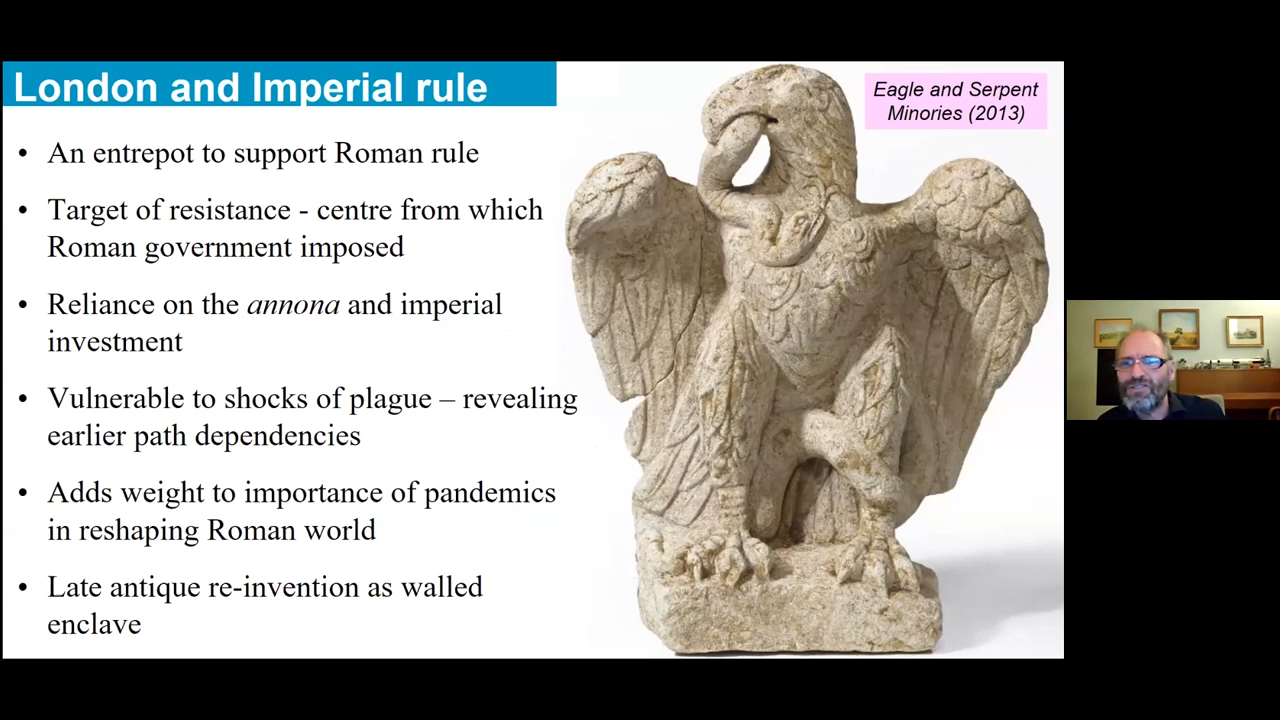 London and Imperial rule
Eagle and Serpent
Minories (2013)
• An entrepot to support Roman rule
• Target of resistance - centre from which
Roman government imposed
• Reliance on the annona and imperial
investment
• Vulnerable to shocks of plague – revealing
earlier path dependencies
• Adds weight to importance of pandemics
in reshaping Roman world
• Late antique re-invention as walled
enclave